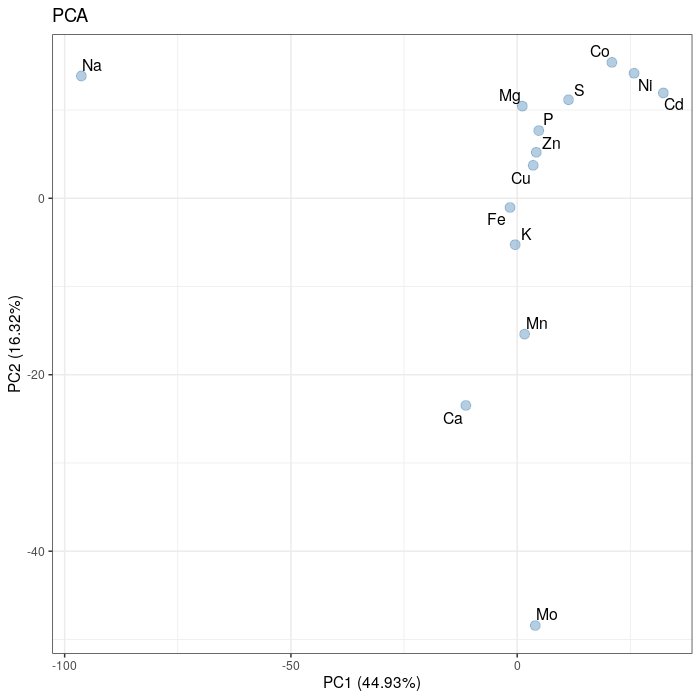 PCA
Na
Co
Ni
Cd
S
Mg
P
Zn
Cu
Fe
K
Mn
Ca
Mo
0
-20
-40
PC2 (16.32%)
-100
-50
0
PC1 (44.93%)